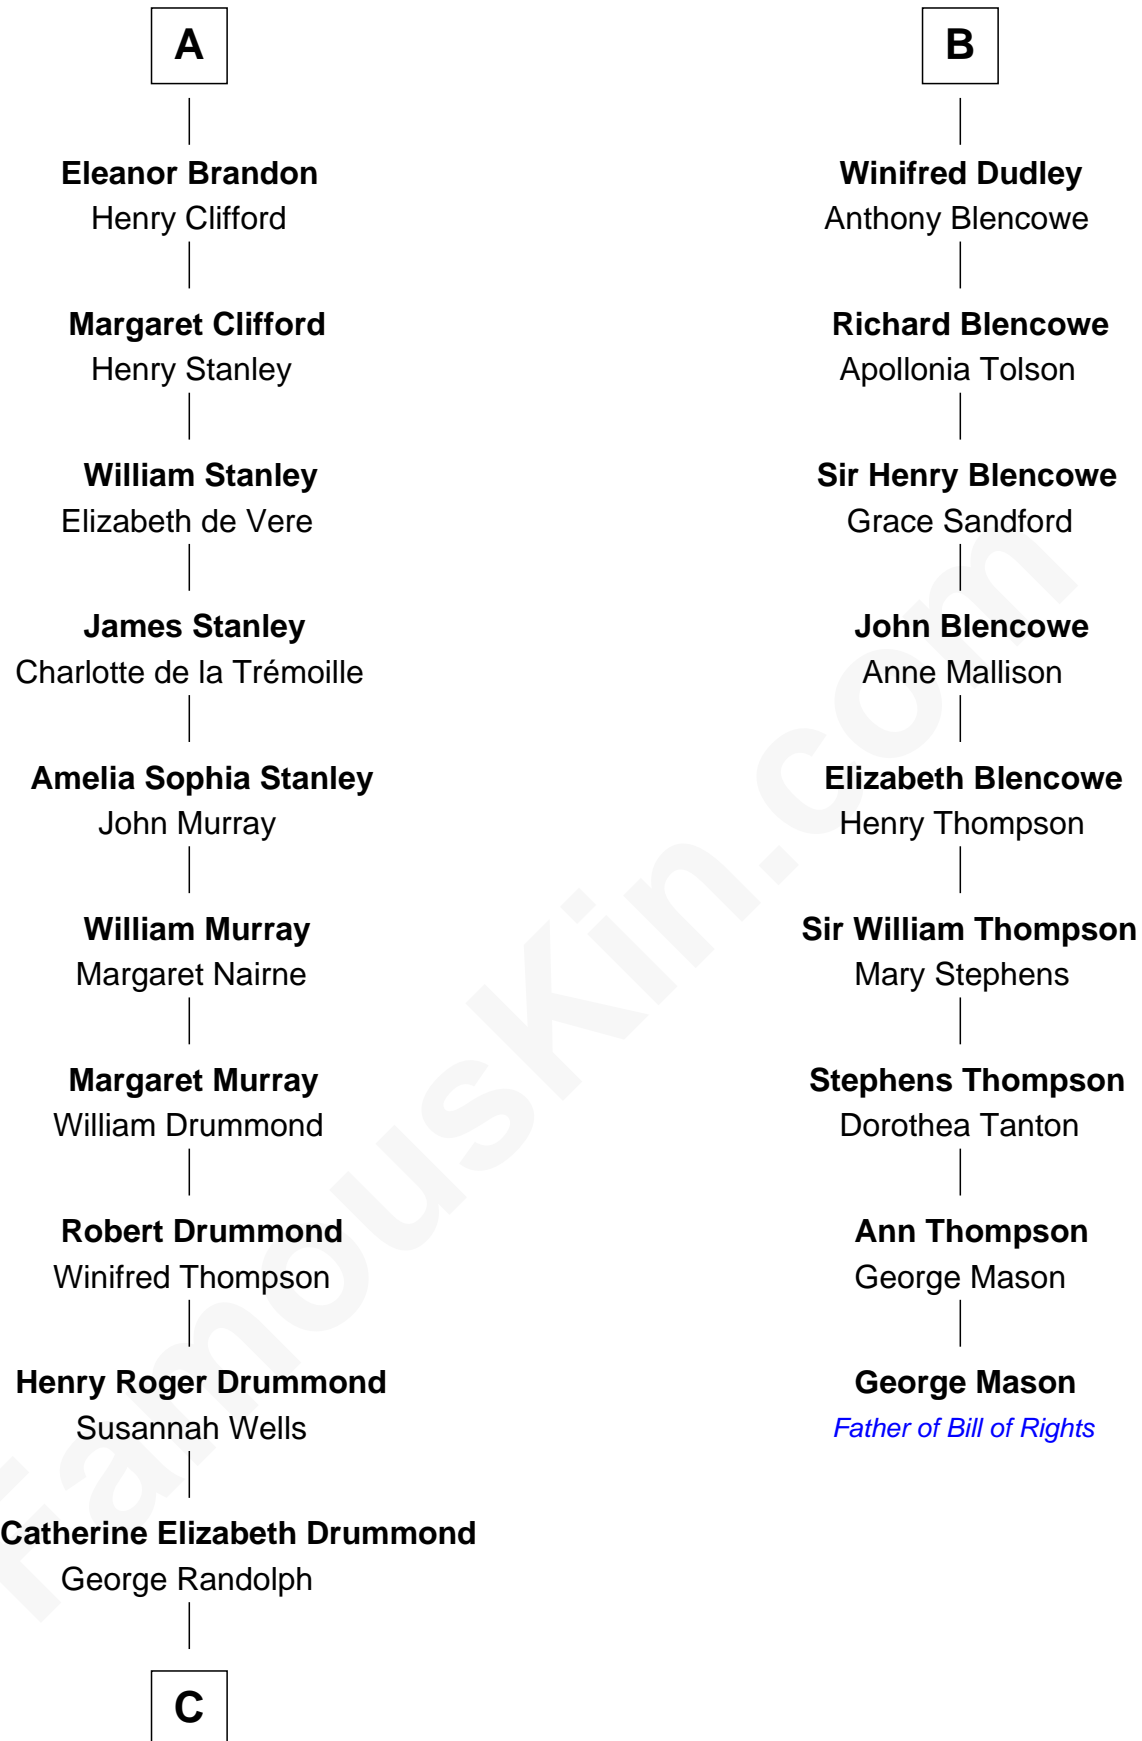 A
Eleanor Brandon
Henry Clifford
Margaret Clifford
Henry Stanley
William Stanley
Elizabeth de Vere
James Stanley
Charlotte de la Trémoille
Amelia Sophia Stanley
John Murray
William Murray
Margaret Nairne
Margaret Murray
William Drummond
Robert Drummond
Winifred Thompson
Henry Roger Drummond
Susannah Wells
Catherine Elizabeth Drummond
George Randolph
C
B
Winifred Dudley
Anthony Blencowe
Richard Blencowe
Apollonia Tolson
Sir Henry Blencowe
Grace Sandford
John Blencowe
Anne Mallison
Elizabeth Blencowe
Henry Thompson
Sir William Thompson
Mary Stephens
Stephens Thompson
Dorothea Tanton
Ann Thompson
George Mason
George Mason
Father of Bill of Rights
FamousKin.com